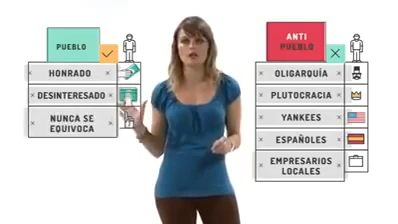 PUEBLO
HONRADO
DESINTERESADO
NUNCA SE
EQUIVOCA
ANTI
PUEBLO
OLIGARQUÍA
PLUTOCRACIA
YANKEES
ESPAÑOLES
EMPRESARIOS
LOCALES